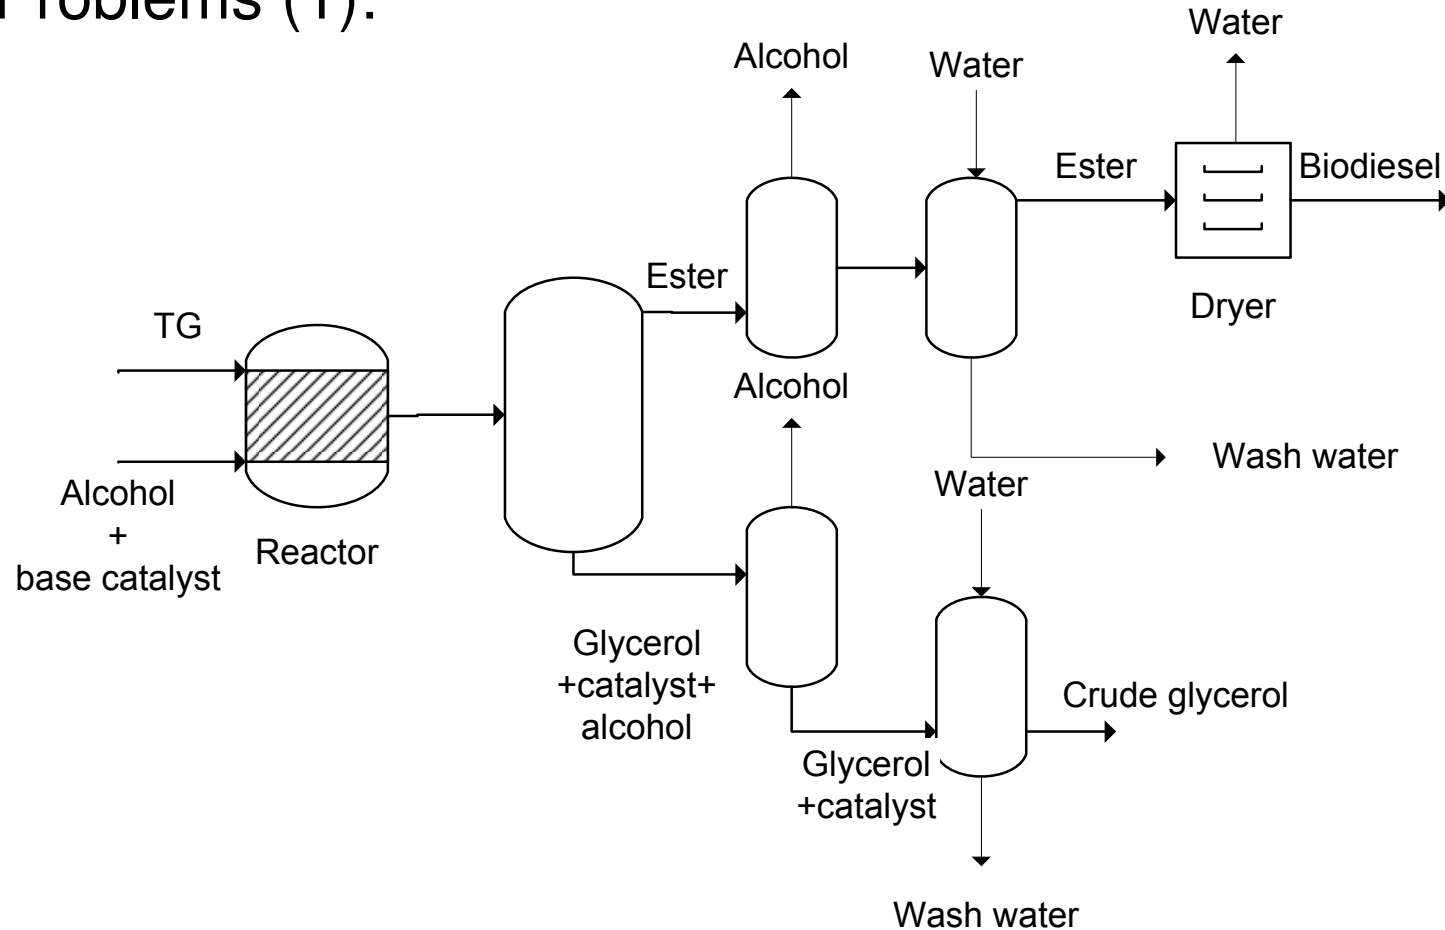 Problems (1):
Water
Alcohol
Water
Ester
Biodiesel
Ester
Dryer
TG
Alcohol
Wash water
Water
Alcohol
+
base catalyst
Reactor
Glycerol
+catalyst+
alcohol
Crude glycerol
Glycerol
+catalyst
Wash water